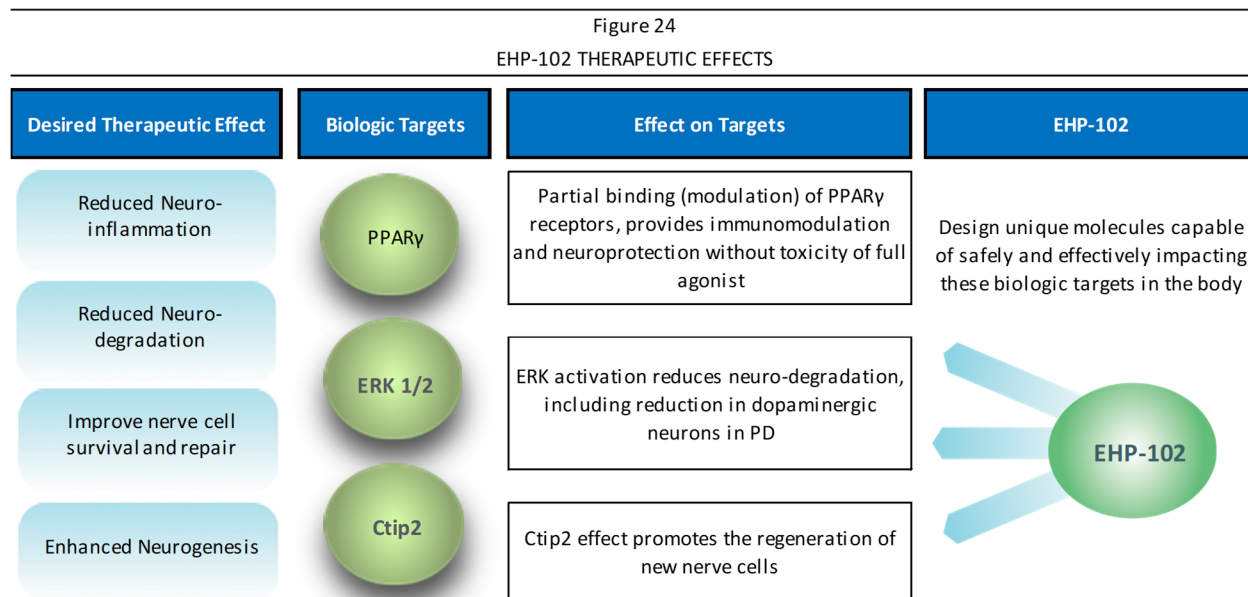 Figure 24
EHP-102 THERAPEUTIC EFFECTS
Desired Therapeutic Effect
Biologic Targets
Effect on Targets
EHP-102
Reduced Neuro-
inflammation
Reduced Neuro-
degradation
Improve nerve cell
survival and repair
Enhanced Neurogenesis
PPARγ
ERK 1/2
Ctip2
Partial binding (modulation) of PPARγ
receptors, provides immunomodulation
and neuroprotection without toxicity of full
agonist
ERK activation reduces neuro-degradation,
including reduction in dopaminergic
neurons in PD
Ctip2 effect promotes the regeneration of
new nerve cells
Design unique molecules capable
of safely and effectively impacting
these biologic targets in the body
EHP-102